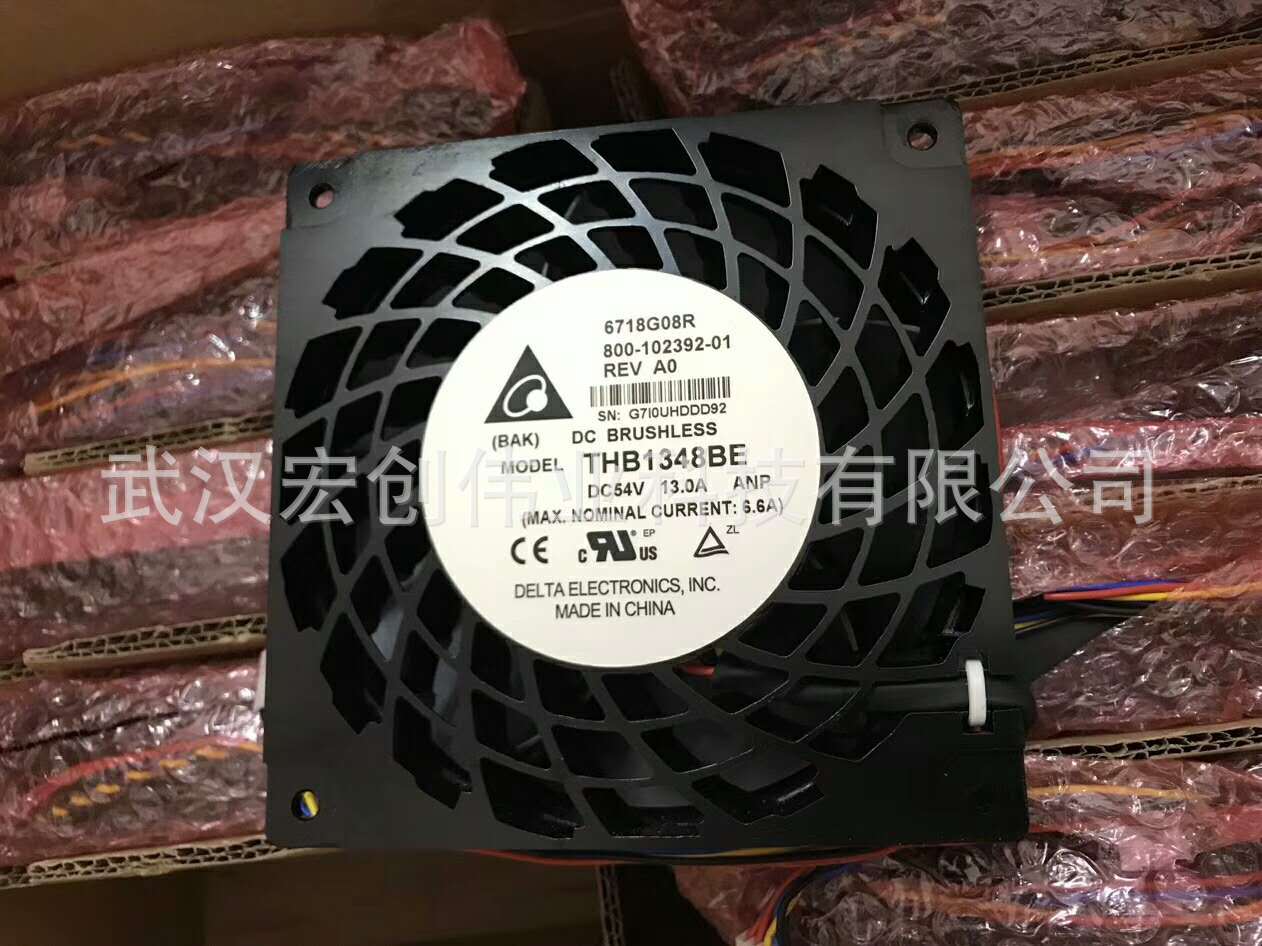 6718G08R
800-102392-01
REV A0
SN: G7I0UHDDD92
(BAK) DC BRUSHLESS
MODEL THB1348BE
武汉宏创伟业科技有限公司
DC54V 13.0A ANP
(MAX. NOMINAL CURRENT: 6.6A)
CE c RU® US EP ZL
DELTA ELECTRONICS, INC.
MADE IN CHINA